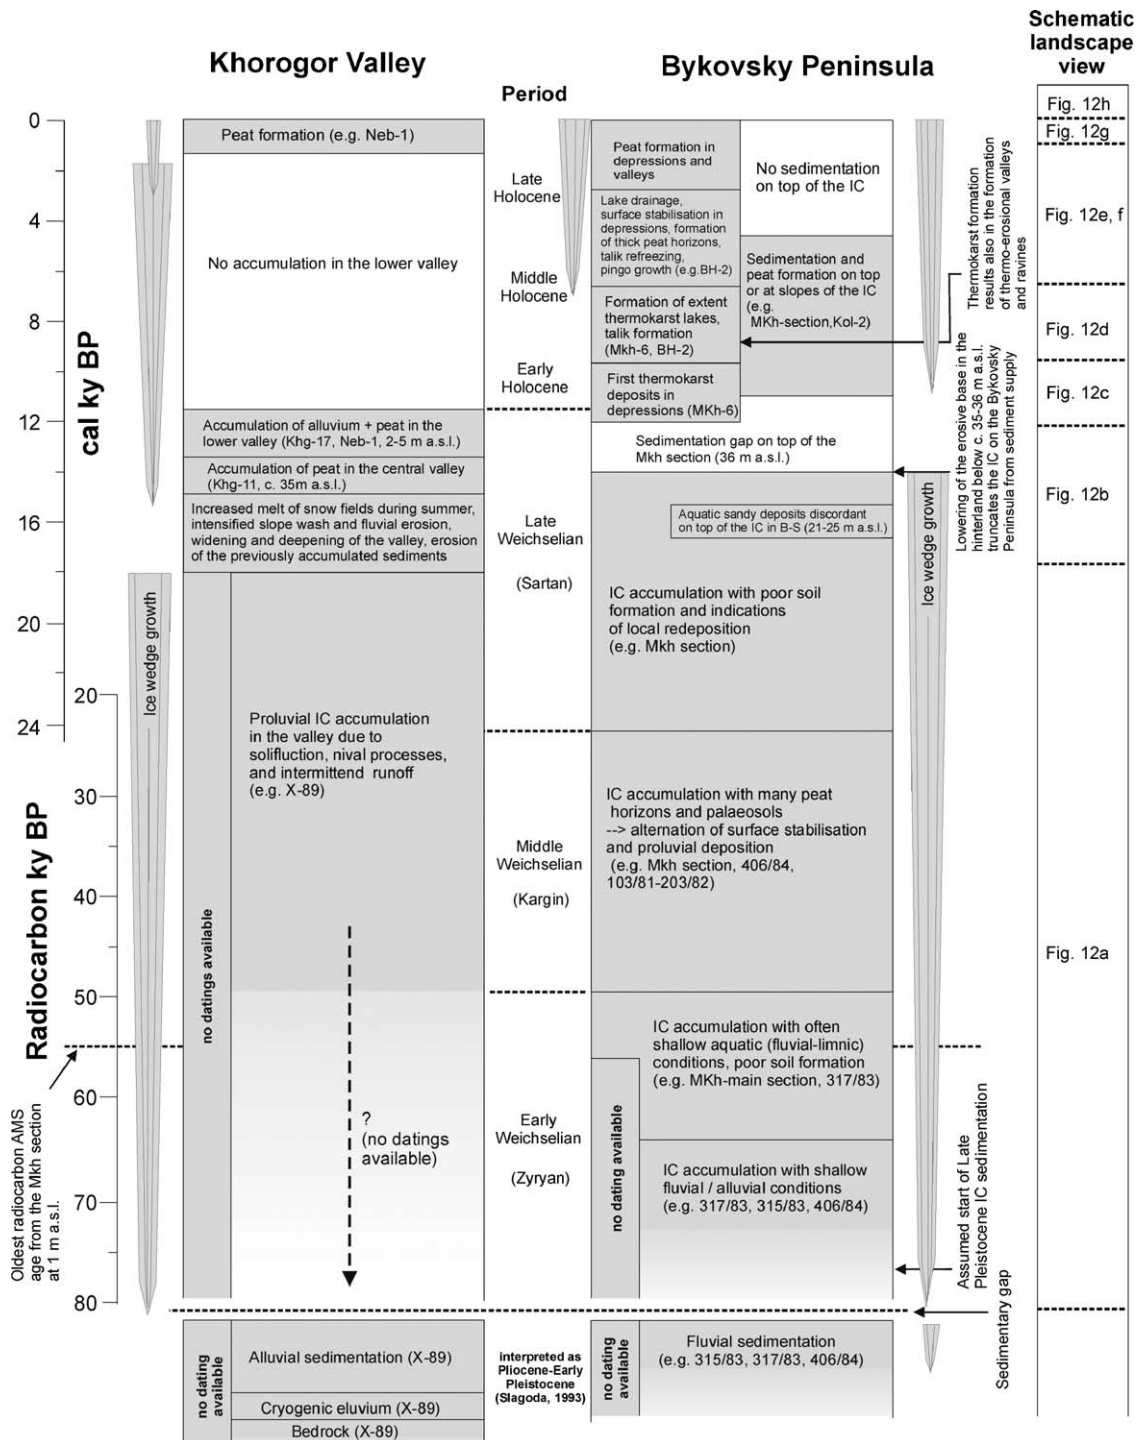 Schematic
landscape
view
Khorogor Valley
Bykovsky Peninsula
Period
cal ky BP
0
4
8
12
16
20
24
Radiocarbon ky BP
20
30
40
50
60
70
80
Oldest radiocarbon AMS
age from the Mkh section
at 1 m a.s.l.
Ice wedge growth
Peat formation (e.g. Neb-1)
No accumulation in the lower valley
Accumulation of alluvium + peat in the
lower valley (Khg-17, Neb-1, 2-5 m a.s.l.)
Accumulation of peat in the central valley
(Khg-11, c. 35m a.s.l.)
Increased melt of snow fields during summer,
intensified slope wash and fluvial erosion,
widening and deepening of the valley, erosion
of the previously accumulated sediments
no datings available
Proluvial IC accumulation
in the valley due to
solifluction, nival processes,
and intermittend runoff
(e.g. X-89)
?
(no datings
available)
no dating
available
Alluvial sedimentation (X-89)
Cryogenic eluvium (X-89)
Bedrock (X-89)
Late
Holocene
Middle
Holocene
Early
Holocene
Late
Weichselian
(Sartan)
Middle
Weichselian
(Kargin)
Early
Weichselian
(Zyryan)
interpreted as
Pliocene-Early
Pleistocene
(Slagoda, 1993)
Peat formation in
depressions and
valleys
No sedimentation
on top of the IC
Lake drainage,
surface stabilisation in
depressions, formation
of thick peat horizons,
talik refreezing,
pingo growth (e.g.BH-2)
Sedimentation and
peat formation on top
or at slopes of the IC
(e.g.
MKh-section,Kol-2)
Formation of extent
thermokarst lakes,
talik formation
(Mkh-6, BH-2)
First thermokarst
deposits in
depressions (MKh-6)
Sedimentation gap on top of the
Mkh section (36 m a.s.l.)
Aquatic sandy deposits discordant
on top of the IC in B-S (21-25 m a.s.l.)
IC accumulation with poor soil
formation and indications
of local redeposition
(e.g. Mkh section)
IC accumulation with many peat
horizons and palaeosols
--> alternation of surface stabilisation
and proluvial deposition
(e.g. Mkh section, 406/84,
103/81-203/82)
IC accumulation with often
shallow aquatic (fluvial-limnic)
conditions, poor soil formation
(e.g. MKh-main section, 317/83)
no dating available
IC accumulation with shallow
fluvial / alluvial conditions
(e.g. 317/83, 315/83, 406/84)
no dating
available
Fluvial sedimentation
(e.g. 315/83, 317/83, 406/84)
Ice wedge growth
Thermokarst formation
results also in the formation
of thermo-erosional valleys
and ravines
Lowering of the erosive base in the
hinterland below c. 35-36 m a.s.l.
truncates the IC on the Bykovsky
Peninsula from sediment supply
Assumed start of Late
Pleistocene IC sedimentation
Sedimentary gap
Fig. 12h
Fig. 12g
Fig. 12e, f
Fig. 12d
Fig. 12c
Fig. 12b
Fig. 12a